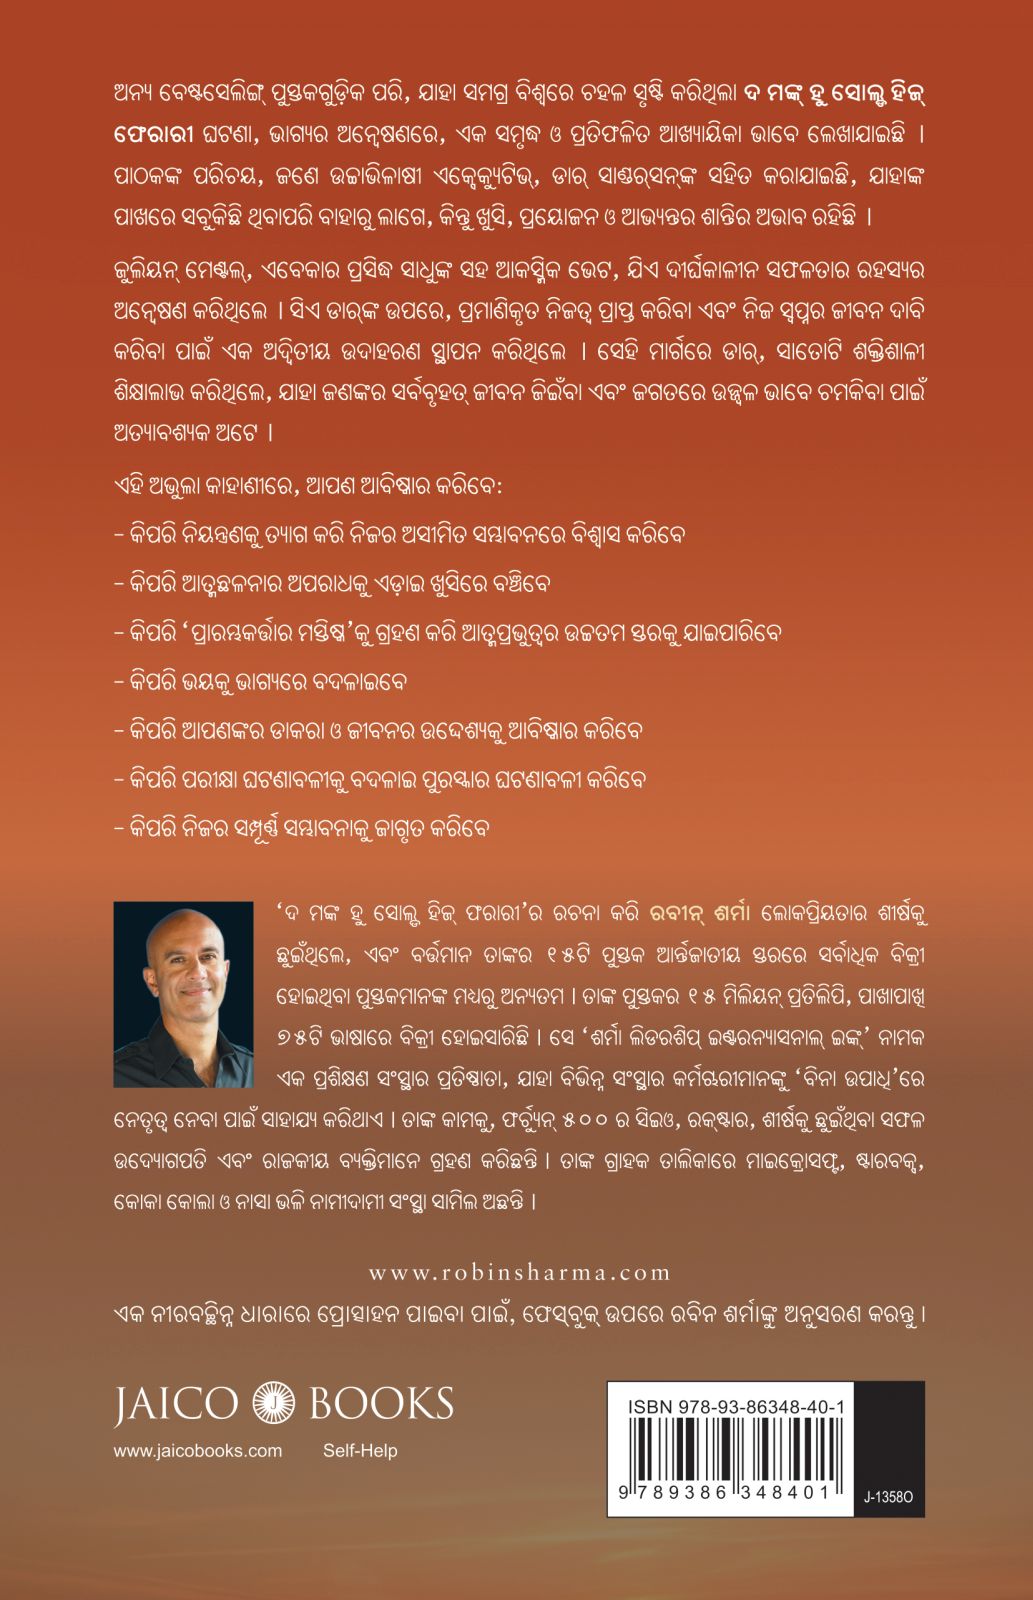 ଅନ୍ୟ ବେଷ୍ଟସେଲିଙ୍ଗ୍ ପୁସ୍ତକଗୁଡ଼ିକ ପରି, ଯାହା ସମଗ୍ର ବିଶ୍ୱରେ ଚହଳ ସୃଷ୍ଟି କରିଥିଲା ଦ ମଙ୍କ୍ ହୁ ସୋଲ୍ଡ ହିଜ୍
ଫେରାରୀ ଘଟଣା, ଭାଗ୍ୟର ଅନ୍ୱେଷଣରେ, ଏକ ସମୃଦ୍ଧ ଓ ପ୍ରତିଫଳିତ ଆଖ୍ୟାୟିକା ଭାବେ ଲେଖାଯାଇଛି ।
ପାଠକଙ୍କ ପରିଚୟ, ଜଣେ ଉଚ୍ଚାଭିଳାଷୀ ଏକ୍ସେକ୍ୟୁଟିଭ୍, ଡାର୍ ସାଣ୍ଡର୍ସନ୍‌ଙ୍କ ସହିତ କରାଯାଇଛି, ଯାହାଙ୍କ
ପାଖରେ ସବୁକିଛି ଥିବାପରି ବାହାରୁ ଲାଗେ, କିନ୍ତୁ ଖୁସି, ପ୍ରୟୋଜନ ଓ ଆଭ୍ୟନ୍ତର ଶାନ୍ତିର ଅଭାବ ରହିଛି ।
ଜୁଲିୟନ୍ ମେଣ୍ଟଲ୍, ଏବେକାର ପ୍ରସିଦ୍ଧ ସାଧୁଙ୍କ ସହ ଆକସ୍ମିକ ଭେଟ, ଯିଏ ଦୀର୍ଘକାଳୀନ ସଫଳତାର ରହସ୍ୟର
ଅନ୍ୱେଷଣ କରିଥିଲେ । ସିଏ ଡାର୍‌ଙ୍କ ଉପରେ, ପ୍ରମାଣିକୃତ ନିଜତ୍ୱ ପ୍ରାପ୍ତ କରିବା ଏବଂ ନିଜ ସ୍ୱପ୍ନର ଜୀବନ ଦାବି
କରିବା ପାଇଁ ଏକ ଅଦ୍ୱିତୀୟ ଉଦାହରଣ ସ୍ଥାପନ କରିଥିଲେ । ସେହି ମାର୍ଗରେ ଡାର୍, ସାତୋଟି ଶକ୍ତିଶାଳୀ
ଶିକ୍ଷାଲାଭ କରିଥିଲେ, ଯାହା ଜଣଙ୍କର ସର୍ବବୃହତ୍ ଜୀବନ ଜିଇଁବା ଏବଂ ଜଗତରେ ଉଜ୍ଜ୍ୱଳ ଭାବେ ଚମକିବା ପାଇଁ
ଅତ୍ୟାବଶ୍ୟକ ଅଟେ ।
ଏହି ଅଭୁଲା କାହାଣୀରେ, ଆପଣ ଆବିଷ୍କାର କରିବେ:
– କିପରି ନିୟନ୍ତ୍ରଣକୁ ତ୍ୟାଗ କରି ନିଜର ଅସୀମିତ ସମ୍ଭାବନରେ ବିଶ୍ୱାସ କରିବେ
– କିପରି ଆତ୍ମଛଳନାର ଅପରାଧକୁ ଏଡ଼ାଇ ଖୁସିରେ ବଞ୍ଚିବେ
– କିପରି ‘ପ୍ରାରମ୍ଭକର୍ତ୍ତାର ମସ୍ତିଷ୍କ’କୁ ଗ୍ରହଣ କରି ଆତ୍ମପ୍ରଭୁତ୍ୱର ଉଚ୍ଚତମ ସ୍ତରକୁ ଯାଇପାରିବେ
– କିପରି ଭୟକୁ ଭାଗ୍ୟରେ ବଦଳାଇବେ
– କିପରି ଆପଣଙ୍କର ଡାକରା ଓ ଜୀବନର ଉଦ୍ଦେଶ୍ୟକୁ ଆବିଷ୍କାର କରିବେ
– କିପରି ପରୀକ୍ଷା ଘଟଣାବଳୀକୁ ବଦଳାଇ ପୁରସ୍କାର ଘଟଣାବଳୀ କରିବେ
– କିପରି ନିଜର ସମ୍ପୂର୍ଣ୍ଣ ସମ୍ଭାବନାକୁ ଜାଗୃତ କରିବେ
‘ଦ ମଙ୍କ ହୁ ସୋଲ୍ଡ ହିଜ୍ ଫରାରୀ’ର ରଚନା କରି ରବୀନ୍ ଶର୍ମା ଲୋକପ୍ରିୟତାର ଶୀର୍ଷକୁ
ଛୁଇଁଥିଲେ, ଏବଂ ବର୍ତ୍ତମାନ ତାଙ୍କର ୧୫ଟି ପୁସ୍ତକ ଆର୍ନ୍ତଜାତୀୟ ସ୍ତରରେ ସର୍ବାଧିକ ବିକ୍ରୀ
ହୋଇଥିବା ପୁସ୍ତକମାନଙ୍କ ମଧ୍ୟରୁ ଅନ୍ୟତମ । ତାଙ୍କ ପୁସ୍ତକର ୧୫ ମିଲିୟନ୍ ପ୍ରତିଲିପି, ପାଖାପାଖି
୭୫ଟି ଭାଷାରେ ବିକ୍ରୀ ହୋଇସାରିଛି । ସେ ‘ଶର୍ମା ଲିଡରଶିପ୍ ଇଣ୍ଟରନ୍ୟାସନାଲ୍ ଇଙ୍କ୍’ ନାମକ
ଏକ ପ୍ରଶିକ୍ଷଣ ସଂସ୍ଥାର ପ୍ରତିଷ୍ଠାତା, ଯାହା ବିଭିନ୍ନ ସଂସ୍ଥାର କର୍ମଚାରୀମାନଙ୍କୁ ‘ବିନା ଉପାଧି’ରେ
ନେତୃତ୍ୱ ନେବା ପାଇଁ ସାହାଯ୍ୟ କରିଥାଏ । ତାଙ୍କ କାମକୁ, ଫର୍ଚ୍ୟୁନ୍ ୫୦୦ ର ସିଇଓ, ରକ୍‌ଷ୍ଟାର, ଶୀର୍ଷକୁ ଛୁଇଁଥିବା ସଫଳ
ଉଦ୍ୟୋଗପତି ଏବଂ ରାଜକୀୟ ବ୍ୟକ୍ତିମାନେ ଗ୍ରହଣ କରିଛନ୍ତି । ତାଙ୍କ ଗ୍ରାହକ ତାଲିକାରେ ମାଇକ୍ରୋସଫ୍ଟ, ଷ୍ଟାରବକ୍ସ,
କୋକା କୋଲା ଓ ନାସା ଭଳି ନାମୀଦାମୀ ସଂସ୍ଥା ସାମିଲ ଅଛନ୍ତି ।
www.robinsharma.com
ଏକ ନୀରବଚ୍ଛିନ୍ନ ଧାରାରେ ପ୍ରୋତ୍ସାହନ ପାଇବା ପାଇଁ, ଫେସ୍‌ବୁକ୍ ଉପରେ ରବିନ ଶର୍ମାଙ୍କୁ ଅନୁସରଣ କରନ୍ତୁ ।
JAICO J BOOKS
www.jaicobooks.com Self-Help
ISBN 978-93-86348-40-1
9 789386 348401
J-1358O